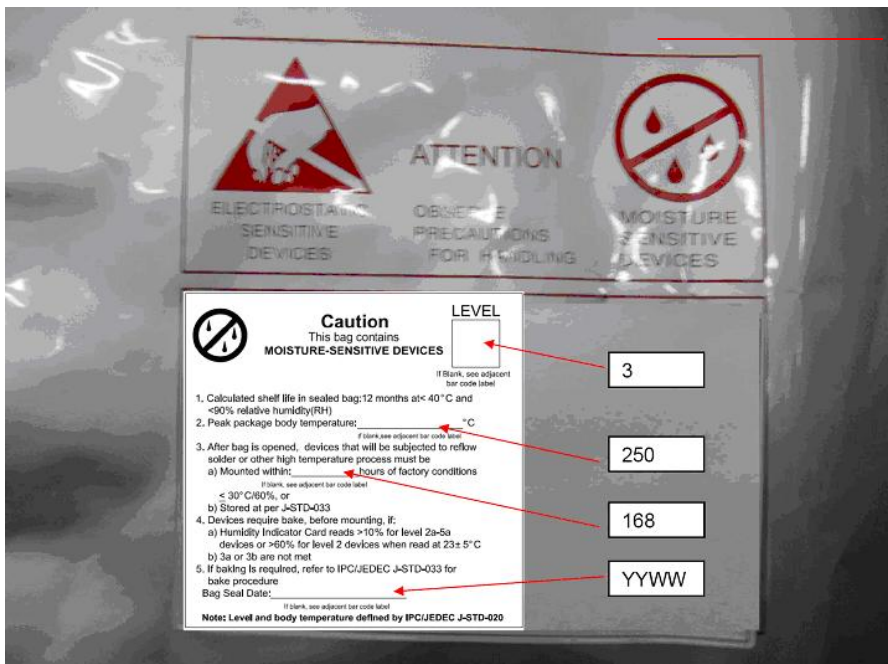 ATTENTION
ELECTROSTATIC
SENSITIVE
DEVICES
OBSERVE
PRECAUTIONS
FOR HANDLING
MOISTURE
SENSITIVE
DEVICES
Caution
This bag contains
MOISTURE-SENSITIVE DEVICES
LEVEL
If Blank, see adjacent
bar code label
1. Calculated shelf life in sealed bag:12 months at< 40°C and
<90% relative humidity(RH)
2. Peak package body temperature:____________°C
if blank,see adjacent bar code label
3. After bag is opened, devices that will be subjected to reflow
solder or other high temperature process must be
a) Mounted within:____________hours of factory conditions
If blank, see adjacent bar code label
≤ 30°C/60%, or
b) Stored at per J-STD-033
4. Devices require bake, before mounting, if;
a) Humidity Indicator Card reads >10% for level 2a-5a
devices or >60% for level 2 devices when read at 23± 5°C
b) 3a or 3b are not met
5. If baking is required, refer to IPC/JEDEC J-STD-033 for
bake procedure
Bag Seal Date:____________
If blank, see adjacent bar code label
Note: Level and body temperature defined by IPC/JEDEC J-STD-020
3
250
168
YYWW